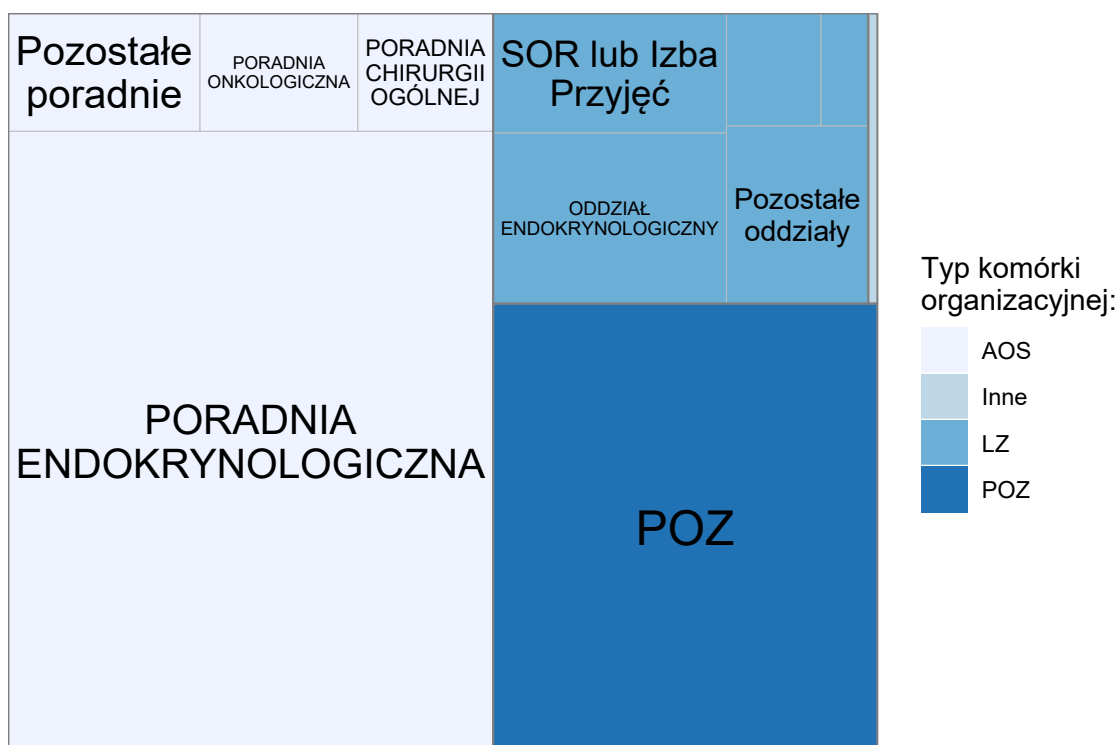 Pozostałe
poradnie
PORADNIA
ONKOLOGICZNA
PORADNIA
CHIRURGII
OGÓLNEJ
SOR lub Izba
Przyjęć
ODDZIAŁ
ENDOKRYNOLOGICZNY
Pozostałe
oddziały
PORADNIA
ENDOKRYNOLOGICZNA
POZ
Typ komórki
organizacyjnej:
AOS
Inne
LZ
POZ